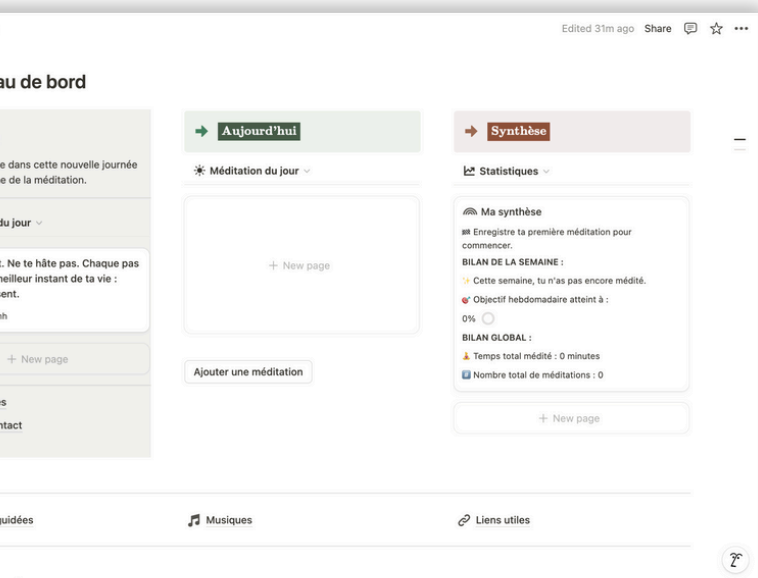 Edited 31m ago Share
au de bord
e dans cette nouvelle journée
e de la méditation.
du jour
t. Ne te hâte pas. Chaque pas
meilleur instant de ta vie :
sent.
nh
+ New page
es
ntact
Aujourd'hui
Méditation du jour
+ New page
Ajouter une méditation
Synthèse
Statistiques
Ma synthèse
Enregistre ta première méditation pour
commencer.
BILAN DE LA SEMAINE :
Cette semaine, tu n'as pas encore médité.
Objectif hebdomadaire atteint à :
0%
BILAN GLOBAL :
Temps total médité : 0 minutes
Nombre total de méditations : 0
+ New page
guidées
Musiques
Liens utiles